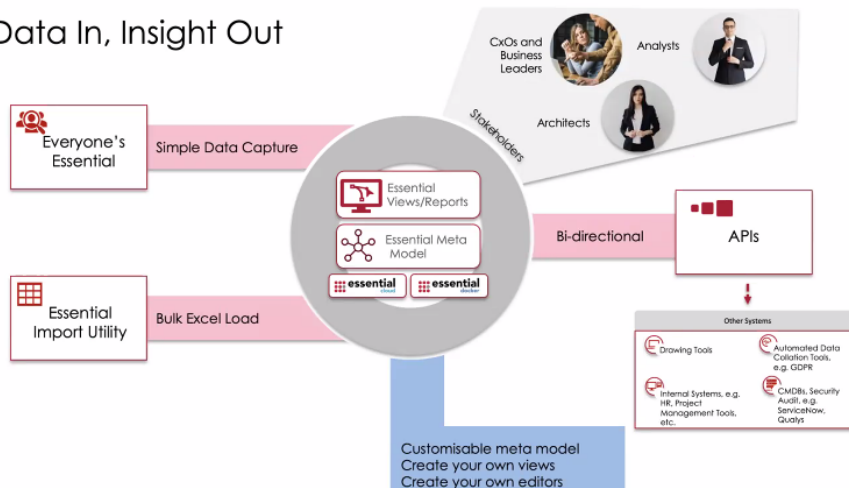 Data In, Insight Out
CxOs and
Business
Leaders
Analysts
Architects
Stakeholders
Everyone's
Essential
Simple Data Capture
Essential
Views/Reports
Essential Meta
Model
essential
cloud
essential
docker
Bi-directional
APIs
Essential
Import Utility
Bulk Excel Load
Other Systems
Drawing Tools
Automated Data
Collation Tools,
e.g. GDPR
Internal Systems, e.g.
HR, Project
Management Tools,
etc.
CMDBs, Security
Audit, e.g.
ServiceNow,
Qualys
Customisable meta model
Create your own views
Create your own editors